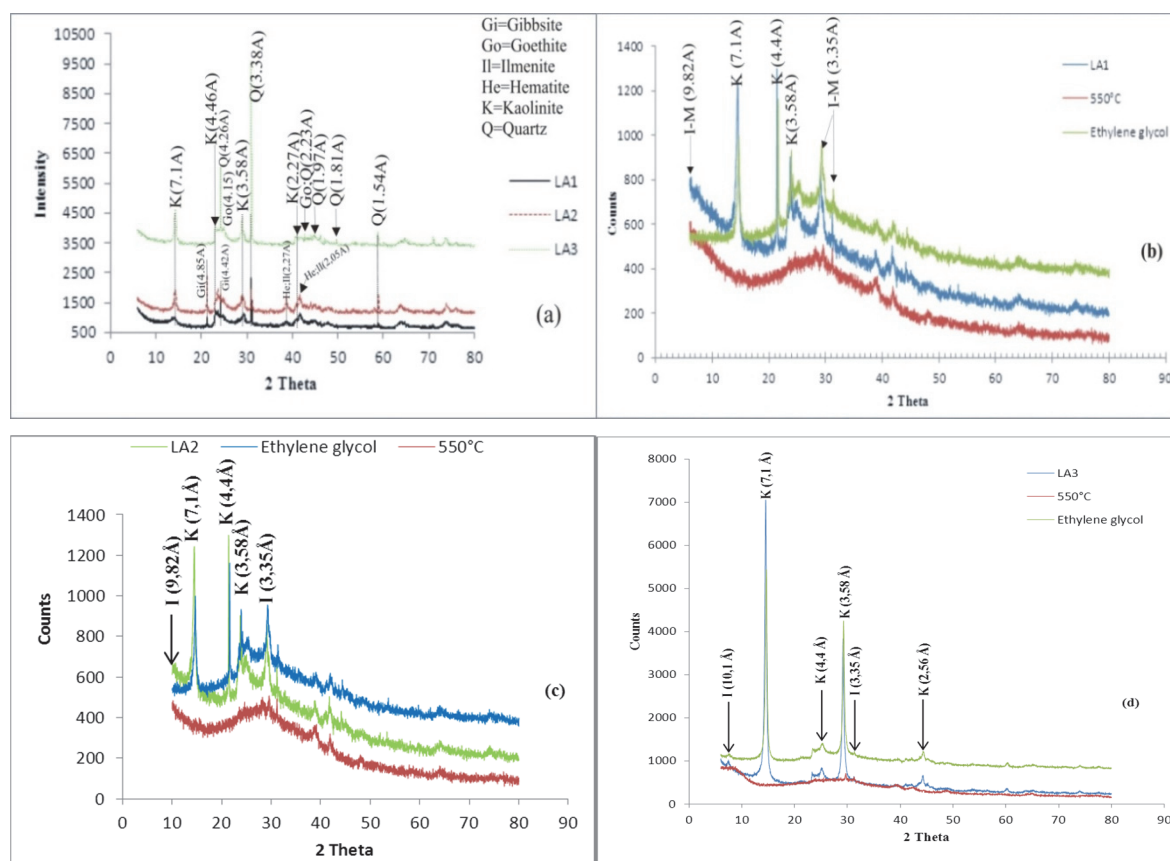 Gi=Gibbsite
Go=Goethite
Il=Ilmenite
He=Hematite
K=Kaolinite
Q=Quartz
10500
9500
8500
7500
6500
5500
4500
3500
2500
1500
500
Intensity
K(7.1A)
Gi(4.85A)
K(4.46A)
Go(4.15) Q(4.26A)
Gi(4.42A)
K(3.58A)
Q(3.38A)
He;Il(2,27A)
K(2.27A)
He;Il(2,05A)
Go;Q(2.23A)
Q(1.97A)
Q(1.81A)
Q(1.54A)
LA1
LA2
LA3
(a)
0 10 20 30 40 50 60 70 80
2 Theta
1400
1200
1000
800
600
400
200
0
Counts
I-M (9.82A)
K (7.1A)
K(4.4A)
K(3.58A)
I-M (3.35A)
LA1
550°C
Ethylene glycol
(b)
0 10 20 30 40 50 60 70 80 90
2 Theta
LA2 Ethylene glycol 550°C
1400
1200
1000
800
600
400
200
0
Counts
I (9,82Å)
K (7,1Å)
K (4,4Å)
K (3,58Å)
I (3,35Å)
(c)
0 10 20 30 40 50 60 70 80 90
2 Theta
8000
7000
6000
5000
4000
3000
2000
1000
0
Counts
I (10,1 Å)
K (7,1 Å)
K (4,4 Å)
K (3,58 Å)
I (3,35 Å)
K (2,56 Å)
LA3
550°C
Ethylene glycol
(d)
0 10 20 30 40 50 60 70 80 90
2 Theta